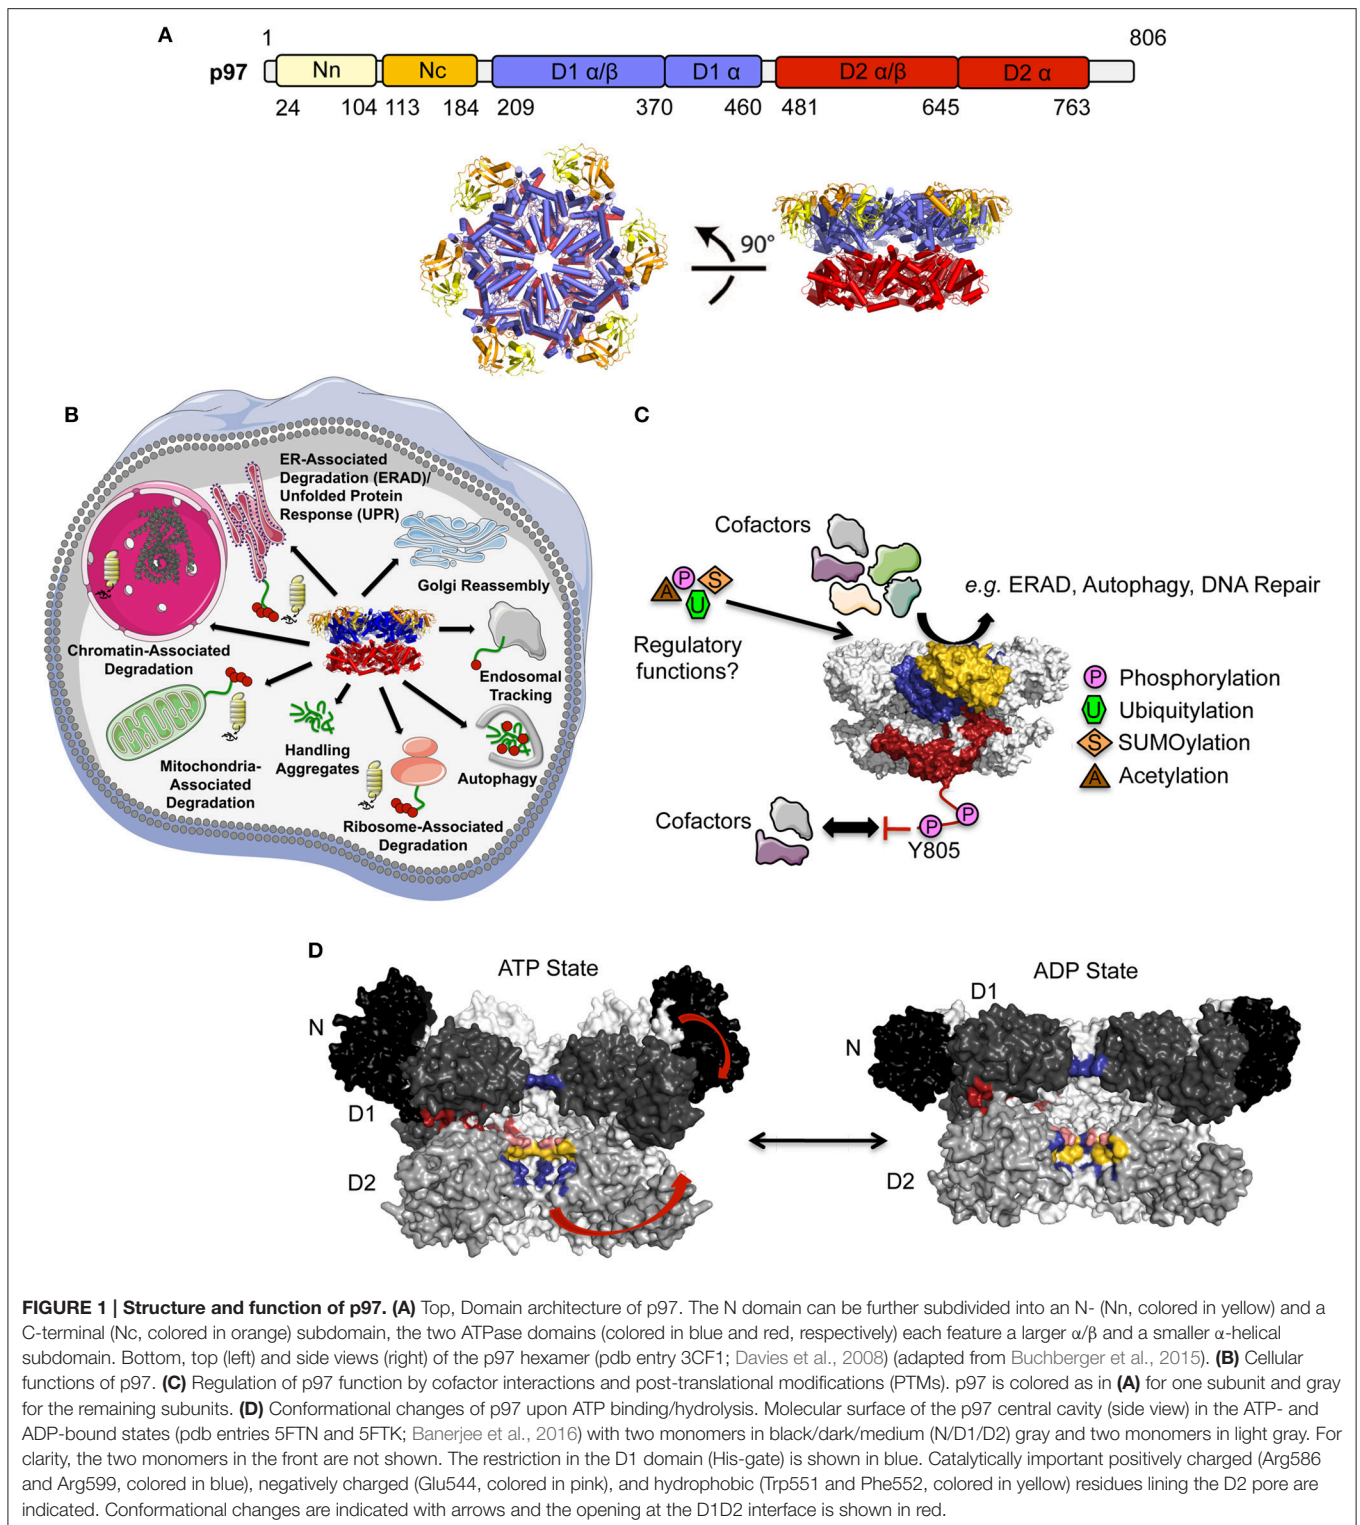 A
1
806
p97
Nn
Nc
D1 α/β
D1 α
D2 α/β
D2 α
24
104
113
184
209
370
460
481
645
763
90°
B
ER-Associated
Degradation (ERAD)/
Unfolded Protein
Response (UPR)
Golgi Reassembly
Chromatin-Associated
Degradation
Endosomal
Tracking
Mitochondria-
Associated
Degradation
Handling
Aggregates
Autophagy
Ribosome-Associated
Degradation
C
Cofactors
P
S
A
U
e.g. ERAD, Autophagy, DNA Repair
Regulatory
functions?
P Phosphorylation
U Ubiquitylation
S SUMOylation
A Acetylation
Cofactors
P
P
Y805
D
ATP State
ADP State
N
D1
D2
D1
N
D2
FIGURE 1 | Structure and function of p97. (A) Top, Domain architecture of p97. The N domain can be further subdivided into an N- (Nn, colored in yellow) and a
C-terminal (Nc, colored in orange) subdomain, the two ATPase domains (colored in blue and red, respectively) each feature a larger α/β and a smaller α-helical
subdomain. Bottom, top (left) and side views (right) of the p97 hexamer (pdb entry 3CF1; Davies et al., 2008) (adapted from Buchberger et al., 2015). (B) Cellular
functions of p97. (C) Regulation of p97 function by cofactor interactions and post-translational modifications (PTMs). p97 is colored as in (A) for one subunit and gray
for the remaining subunits. (D) Conformational changes of p97 upon ATP binding/hydrolysis. Molecular surface of the p97 central cavity (side view) in the ATP- and
ADP-bound states (pdb entries 5FTN and 5FTK; Banerjee et al., 2016) with two monomers in black/dark/medium (N/D1/D2) gray and two monomers in light gray. For
clarity, the two monomers in the front are not shown. The restriction in the D1 domain (His-gate) is shown in blue. Catalytically important positively charged (Arg586
and Arg599, colored in blue), negatively charged (Glu544, colored in pink), and hydrophobic (Trp551 and Phe552, colored in yellow) residues lining the D2 pore are
indicated. Conformational changes are indicated with arrows and the opening at the D1D2 interface is shown in red.